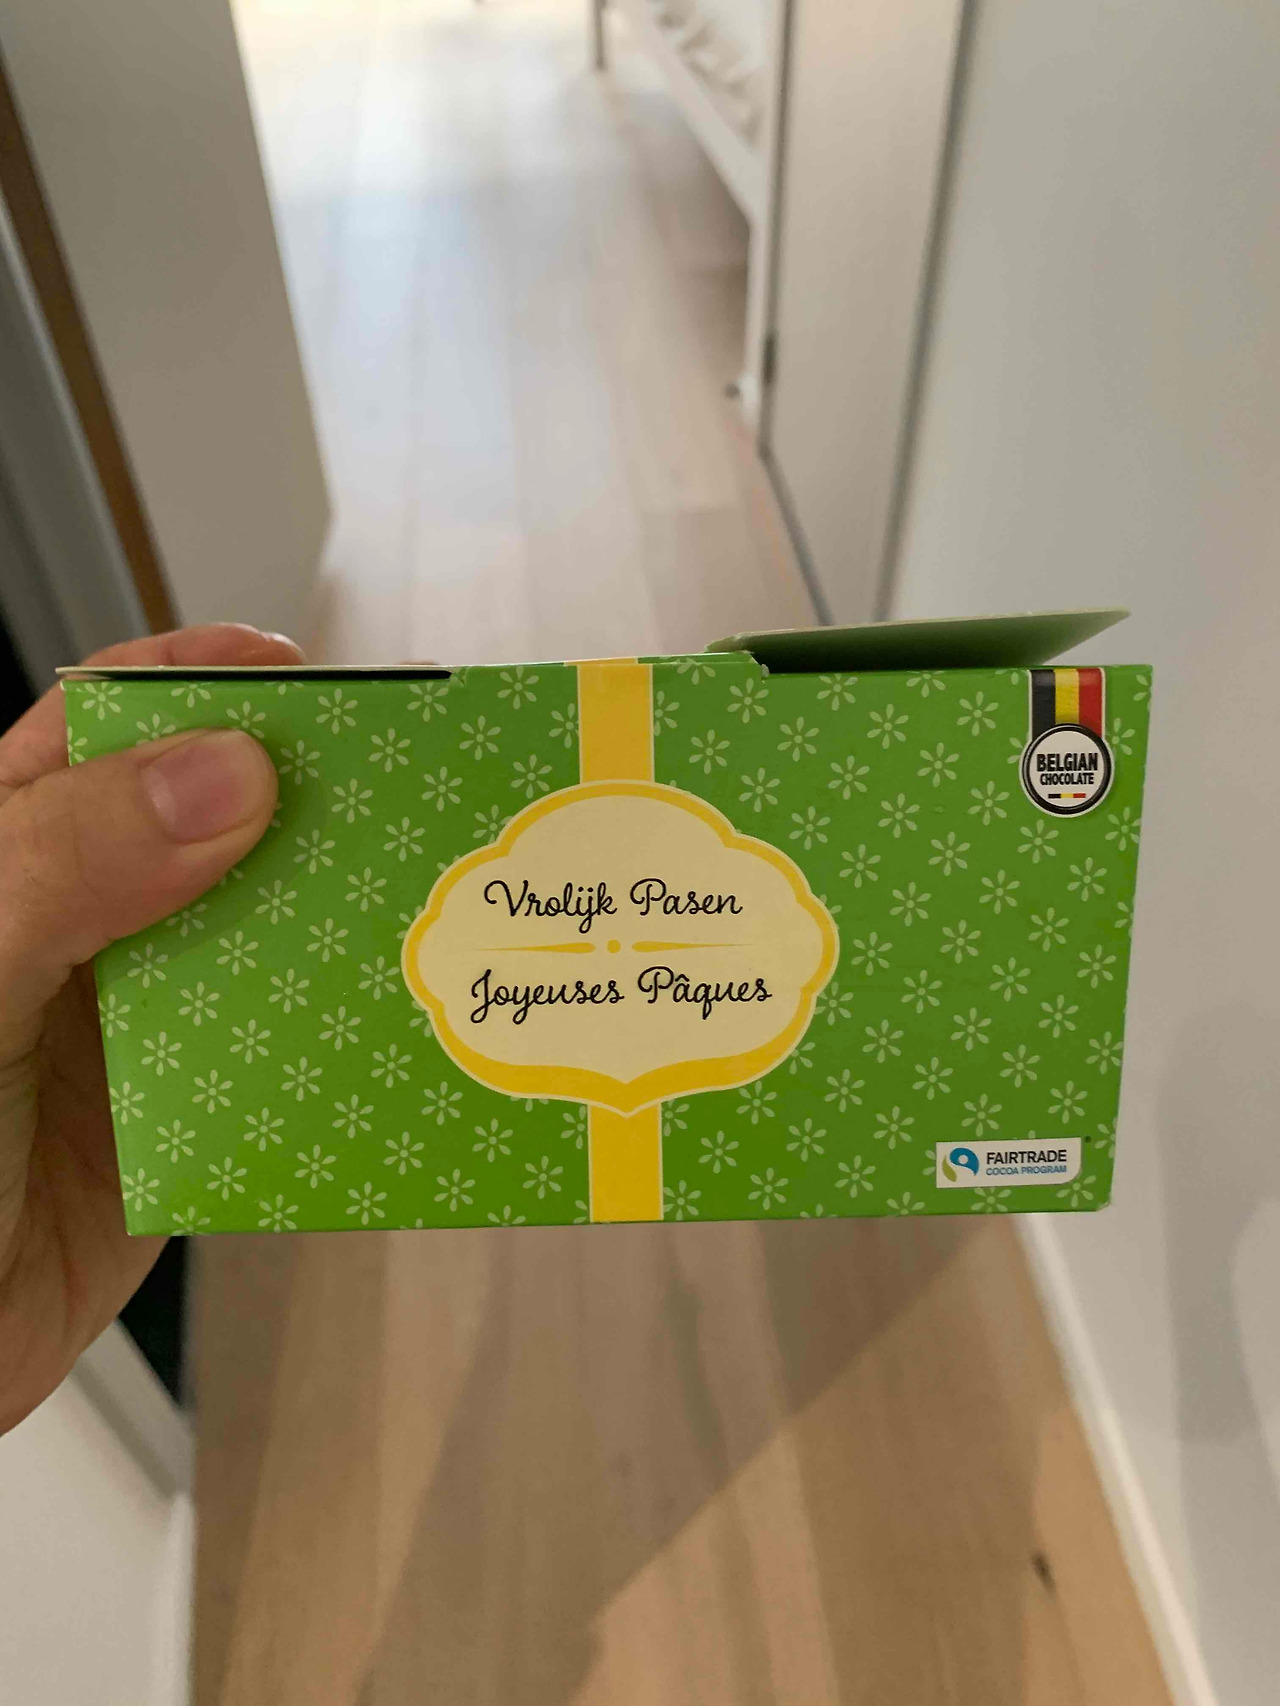 BELGIAN
CHOCOLATE
Vrolijk Pasen
Joyeuses Pâques
FAIRTRADE
COCOA PROGRAM